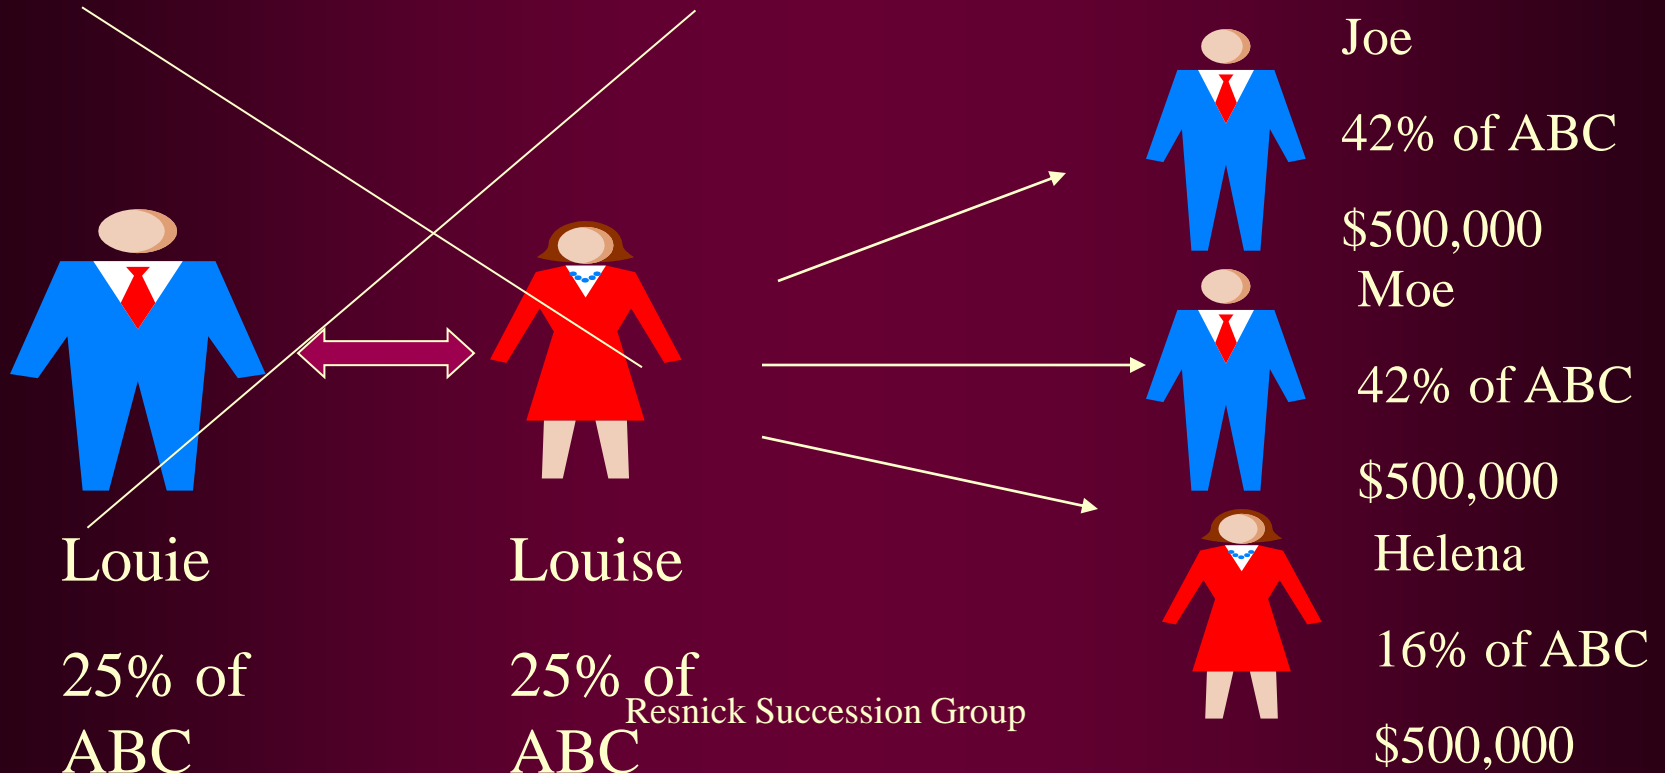 Joe
42% of ABC
$500,000
Moe
42% of ABC
$500,000
Helena
16% of ABC
$500,000
Louie
25% of
ABC
Louise
25% of
ABC
Resnick Succession Group